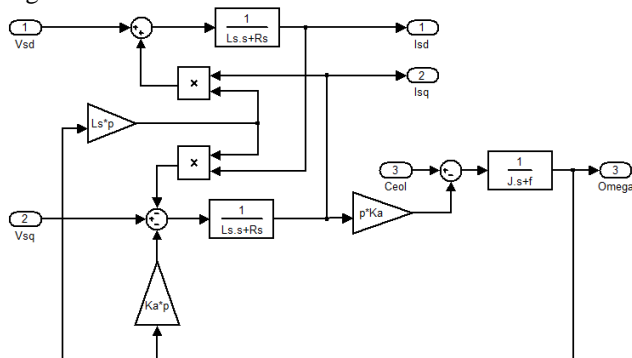 1
Vsd
+
+
1
Ls.s+Rs
1
Isd
×
2
Isq
Ls*p
×
3
Ceol
+
-
1
J.s+f
3
Omega
2
Vsq
-
-
-
1
Ls.s+Rs
p*Ka
Ka*p